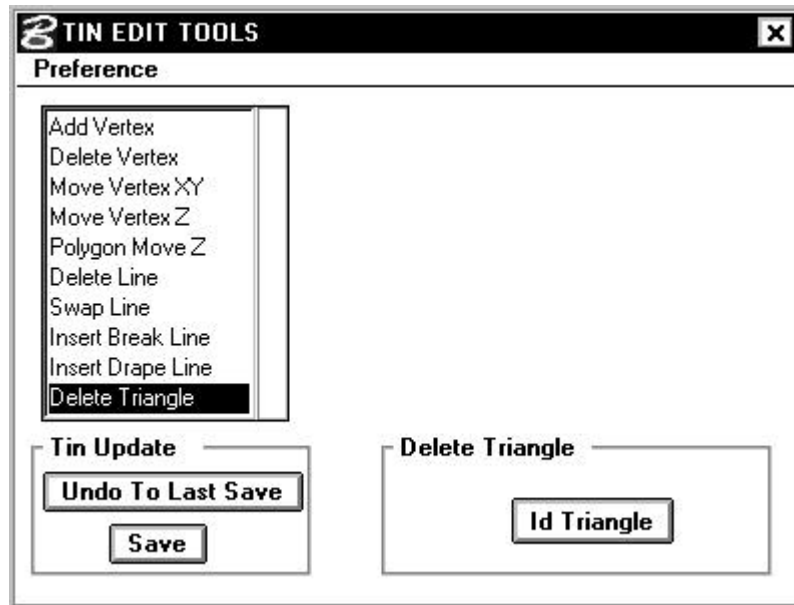 TIN EDIT TOOLS
Preference
Add Vertex
Delete Vertex
Move Vertex XY
Move Vertex Z
Polygon Move Z
Delete Line
Swap Line
Insert Break Line
Insert Drape Line
Delete Triangle
Tin Update
Undo To Last Save
Save
Delete Triangle
Id Triangle